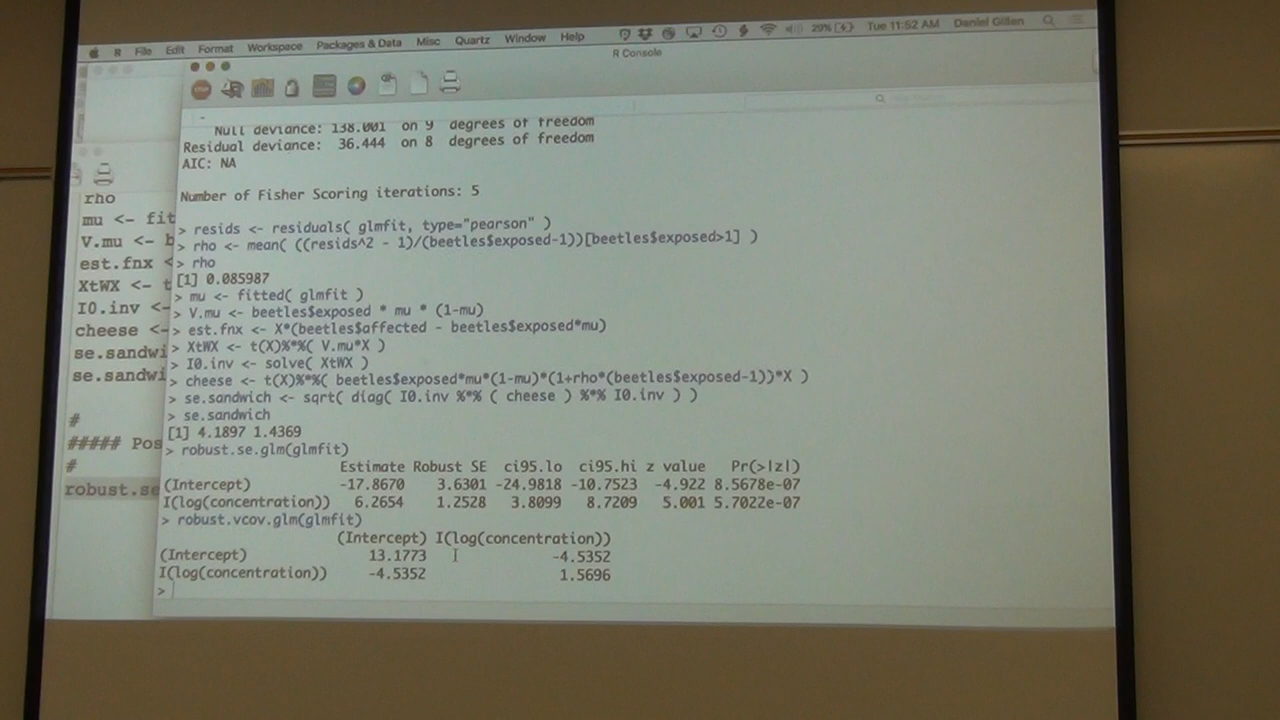 R File Edit Format Workspace Packages & Data Misc Quartz Window Help 29% Tue 11:52 AM Daniel Gillen
R Console
Null deviance: 138.001 on 9 degrees of freedom
Residual deviance: 36.444 on 8 degrees of freedom
AIC: NA
Number of Fisher Scoring iterations: 5
> resids <- residuals( glmfit, type="pearson" )
> rho <- mean( ((resids^2 - 1)/(beetles$exposed-1))[beetles$exposed>1] )
> rho
[1] 0.085987
> mu <- fitted( glmfit )
> V.mu <- beetles$exposed * mu * (1-mu)
> est.fnx <- X*(beetles$affected - beetles$exposed*mu)
> XtWX <- t(X)%*%( V.mu*X )
> I0.inv <- solve( XtWX )
> cheese <- t(X)%*%( beetles$exposed*mu*(1-mu)*(1+rho*(beetles$exposed-1))*X )
> se.sandwich <- sqrt( diag( I0.inv %*% ( cheese ) %*% I0.inv ) )
> se.sandwich
[1] 4.1897 1.4369
> robust.se.glm(glmfit)
Estimate Robust SE ci95.lo ci95.hi z value Pr(>|z|)
(Intercept) -17.8670 3.6301 -24.9818 -10.7523 -4.922 8.5678e-07
I(log(concentration)) 6.2654 1.2528 3.8099 8.7209 5.001 5.7022e-07
> robust.vcov.glm(glmfit)
(Intercept) I(log(concentration))
(Intercept) 13.1773 -4.5352
I(log(concentration)) -4.5352 1.5696
>
rho
mu <- fit
V.mu <- b
est.fnx <
XtWX <- t
I0.inv <-
cheese <-
se.sandwi
se.sandwi
#
##### Pos
#
robust.se